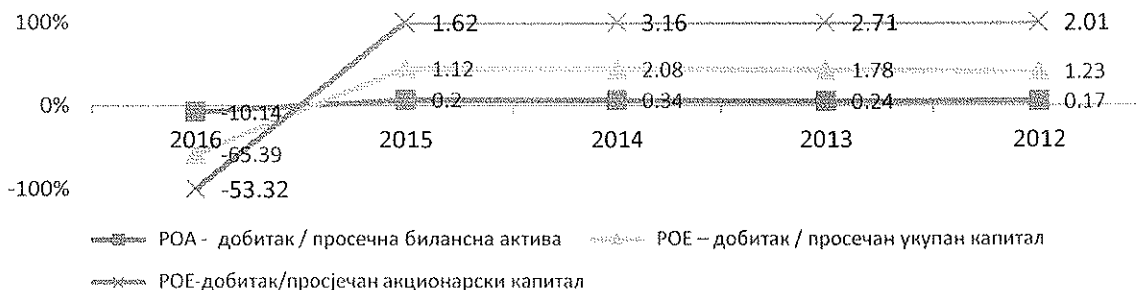 100%
1.62 3.16 2.71 2.01
1.12 2.08 1.78 1.23
0% -10.14 0.2 0.34 0.24 0.17
2016 2015 2014 2013 2012
-65.39
-100% -53.32
РОА - добитак / просечна билансна актива РОЕ – добитак / просечан укупан капитал
РОЕ-добитак/просјечан акционарски капитал